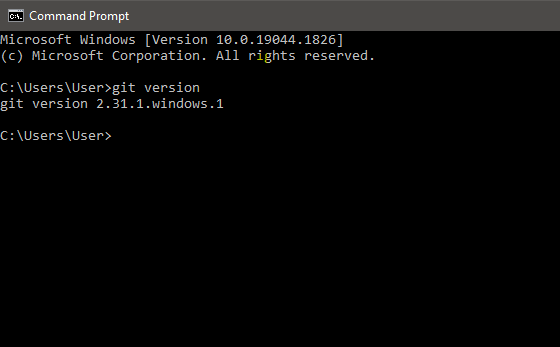 Command Prompt
Microsoft Windows [Version 10.0.19044.1826]
(c) Microsoft Corporation. All rights reserved.
C:\Users\User>git version
git version 2.31.1.windows.1
C:\Users\User>